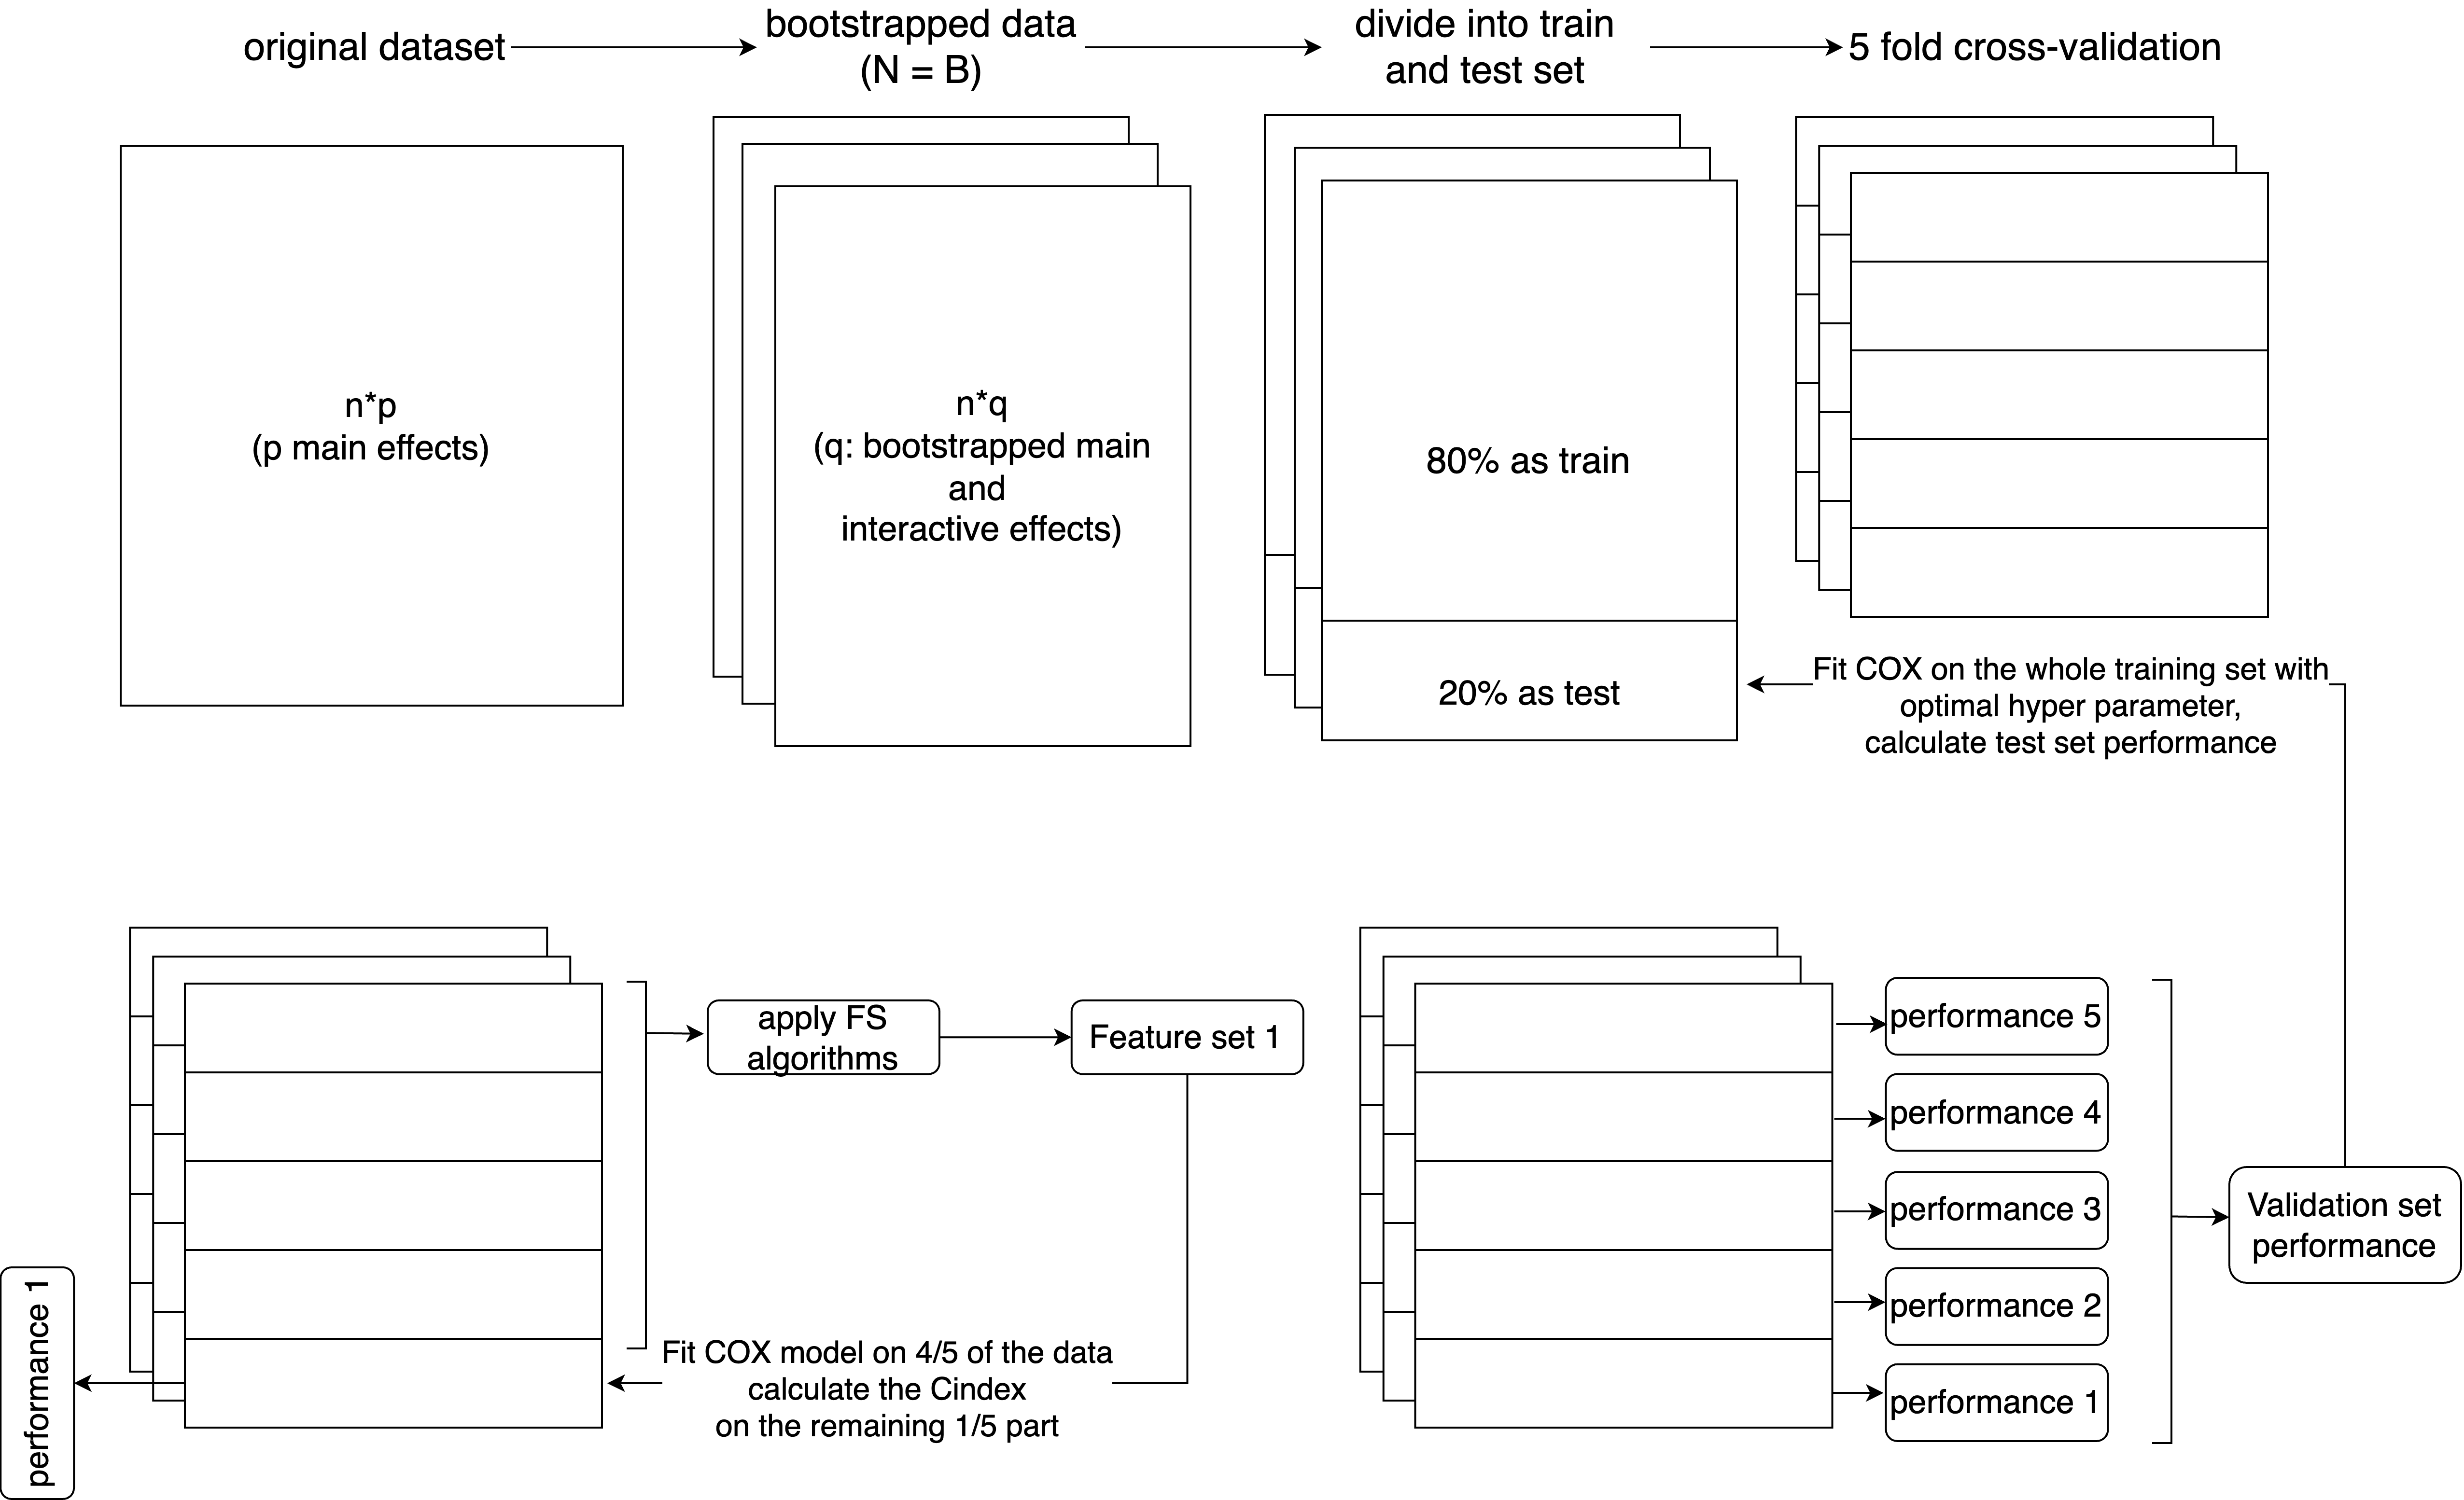 original dataset
bootstrapped data
(N = B)
divide into train
and test set
5 fold cross-validation
n*p
(p main effects)
n*q
(q: bootstrapped main
and
interactive effects)
80% as train
20% as test
Fit COX on the whole training set with
optimal hyper parameter,
calculate test set performance
apply FS
algorithms
Feature set 1
Fit COX model on 4/5 of the data
calculate the Cindex
on the remaining 1/5 part
performance 1
performance 5
performance 4
performance 3
performance 2
performance 1
Validation set
performance